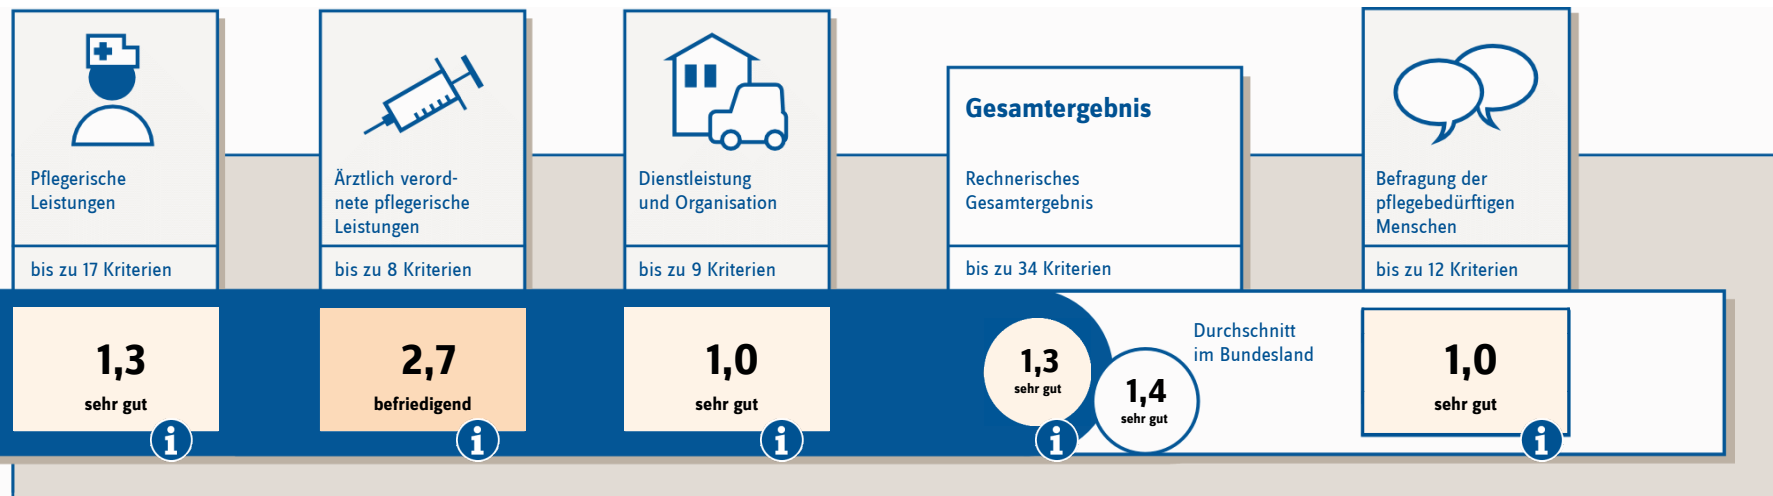 Pflegerische
Leistungen
bis zu 17 Kriterien
1,3
sehr gut
i
Ärztlich verord-
nete pflegerische
Leistungen
bis zu 8 Kriterien
2,7
befriedigend
i
Dienstleistung
und Organisation
bis zu 9 Kriterien
1,0
sehr gut
i
Gesamtergebnis
Rechnerisches
Gesamtergebnis
bis zu 34 Kriterien
1,3
sehr gut
i
Durchschnitt
im Bundesland
1,4
sehr gut
Befragung der
pflegebedürftigen
Menschen
bis zu 12 Kriterien
1,0
sehr gut
i